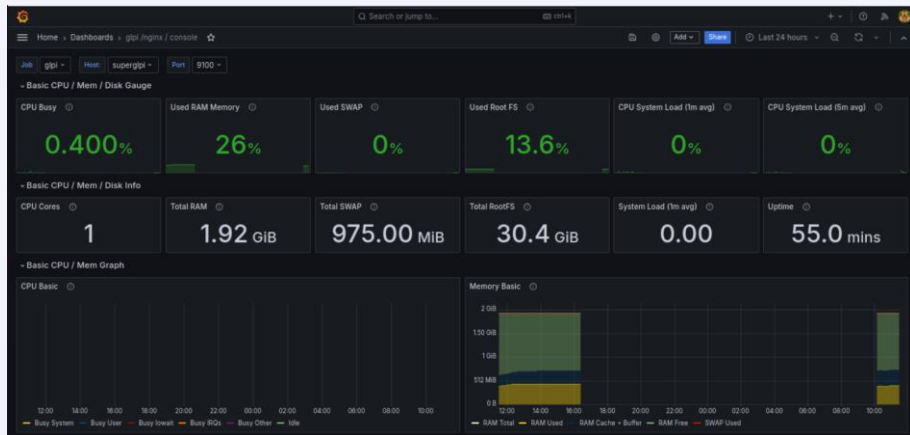 Search or jump to... ctrl+k
Home › Dashboards › glpi /nginx / console Add Share Last 24 hours
Job glpi Host superglpi Port 9100
Basic CPU / Mem / Disk Gauge
CPU Busy Used RAM Memory Used SWAP Used Root FS CPU System Load (1m avg) CPU System Load (5m avg)
0.400% 26% 0% 13.6% 0% 0%
Basic CPU / Mem / Disk Info
CPU Cores Total RAM Total SWAP Total RootFS System Load (1m avg) Uptime
1 1.92 GiB 975.00 MiB 30.4 GiB 0.00 55.0 mins
Basic CPU / Mem Graph
CPU Basic Memory Basic
2 GiB
1.50 GiB
1 GiB
512 MiB
0 B
12:00 14:00 16:00 18:00 20:00 22:00 00:00 02:00 04:00 06:00 08:00 10:00 12:00 14:00 16:00 18:00 20:00 22:00 00:00 02:00 04:00 06:00 08:00 10:00
Busy System Busy User Busy Iowait Busy IRQs Busy Other Idle RAM Total RAM Used RAM Cache + Buffer RAM Free SWAP Used